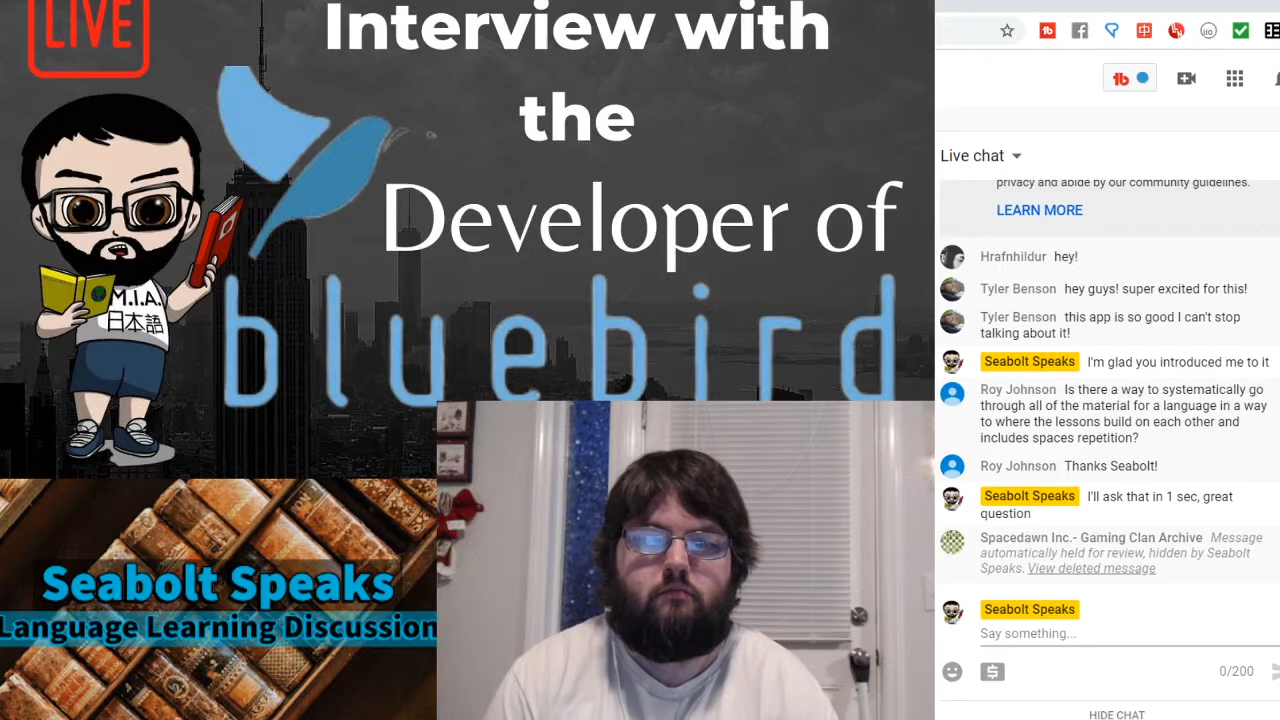 LIVE
Interview with
the
Developer of
bluebird
M.I.A.
日本語
Seabolt Speaks
Language Learning Discussion
Live chat
privacy and abide by our community guidelines.
LEARN MORE
Hrafnhildur hey!
Tyler Benson hey guys! super excited for this!
Tyler Benson this app is so good I can't stop
talking about it!
Seabolt Speaks I'm glad you introduced me to it
Roy Johnson Is there a way to systematically go
through all of the material for a language in a way
to where the lessons build on each other and
includes spaces repetition?
Roy Johnson Thanks Seabolt!
Seabolt Speaks I'll ask that in 1 sec, great
question
Spacedawn Inc.- Gaming Clan Archive Message
automatically held for review, hidden by Seabolt
Speaks. View deleted message
Seabolt Speaks
Say something...
0/200
HIDE CHAT